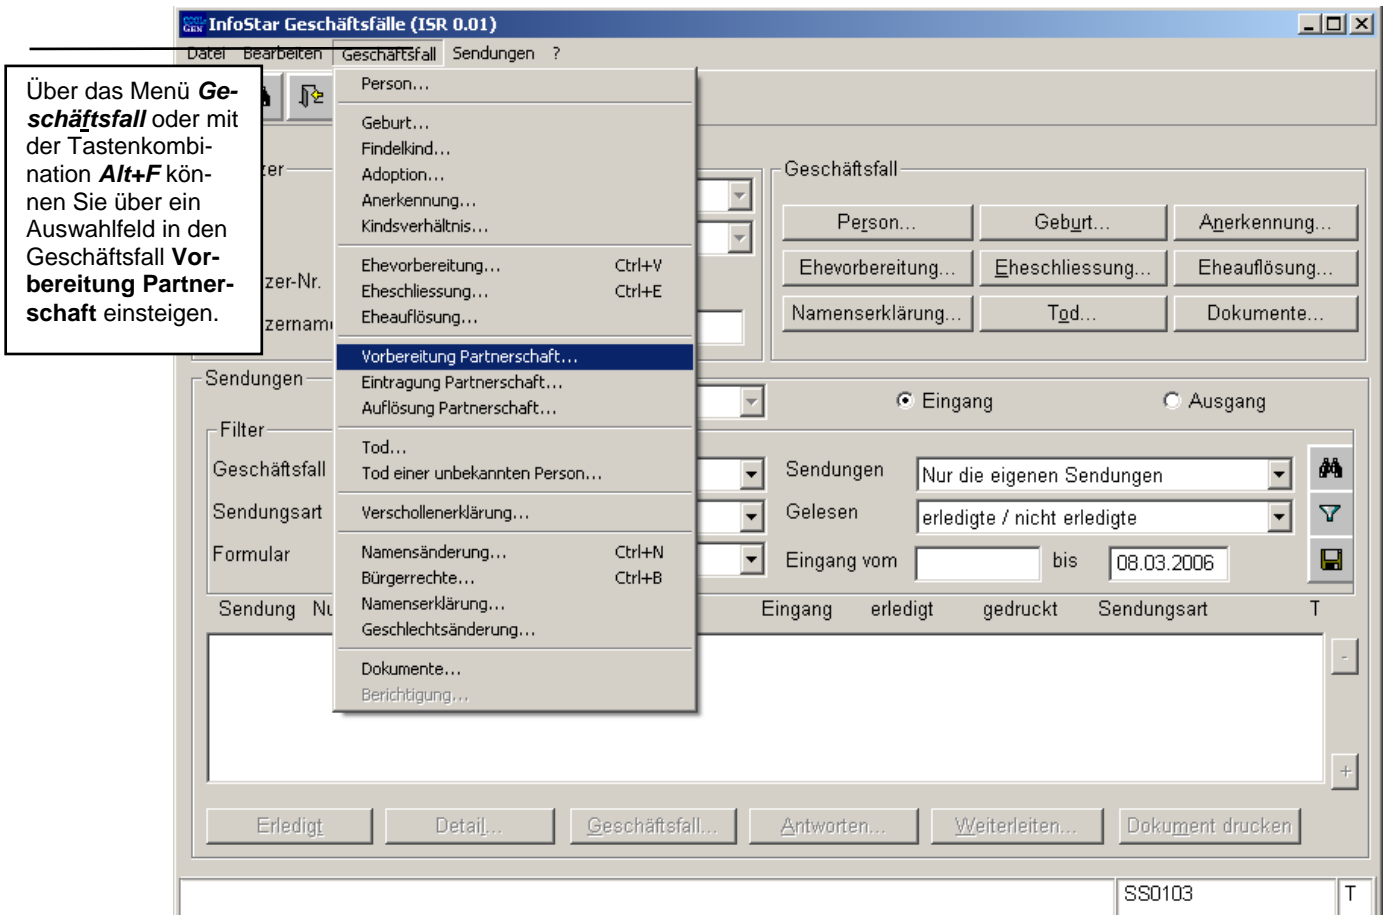 InfoStar Geschäftsfälle (ISR 0.01)
Datei Bearbeiten Geschäftsfall Sendungen ?
Über das Menü Ge-
schäftsfall oder mit
der Tastenkombi-
nation Alt+F kön-
nen Sie über ein
Auswahlfeld in den
Geschäftsfall Vor-
bereitung Partner-
schaft einsteigen.
Person...
Geburt...
Findelkind...
Adoption...
Anerkennung...
Kindsverhältnis...
Ehevorbereitung... Ctrl+V
Eheschliessung... Ctrl+E
Eheauflösung...
Vorbereitung Partnerschaft...
Eintragung Partnerschaft...
Auflösung Partnerschaft...
Tod...
Tod einer unbekannten Person...
Verschollenerklärung...
Namensänderung... Ctrl+N
Bürgerrechte... Ctrl+B
Namenserklärung...
Geschlechtsänderung...
Dokumente...
Berichtigung...
zer-Nr.
Geschäftsfall
Person... Geburt... Anerkennung...
Ehevorbereitung... Eheschliessung... Eheauflösung...
Namenserklärung... Tod... Dokumente...
Sendungen
Eingang Ausgang
Filter
Geschäftsfall
Sendungsart
Formular
Sendungen Nur die eigenen Sendungen
Gelesen erledigte / nicht erledigte
Eingang vom bis 08.03.2006
Sendung Eingang erledigt gedruckt Sendungsart T
-
+
Erledigt Detail... Geschäftsfall... Antworten... Weiterleiten... Dokument drucken
SS0103 T